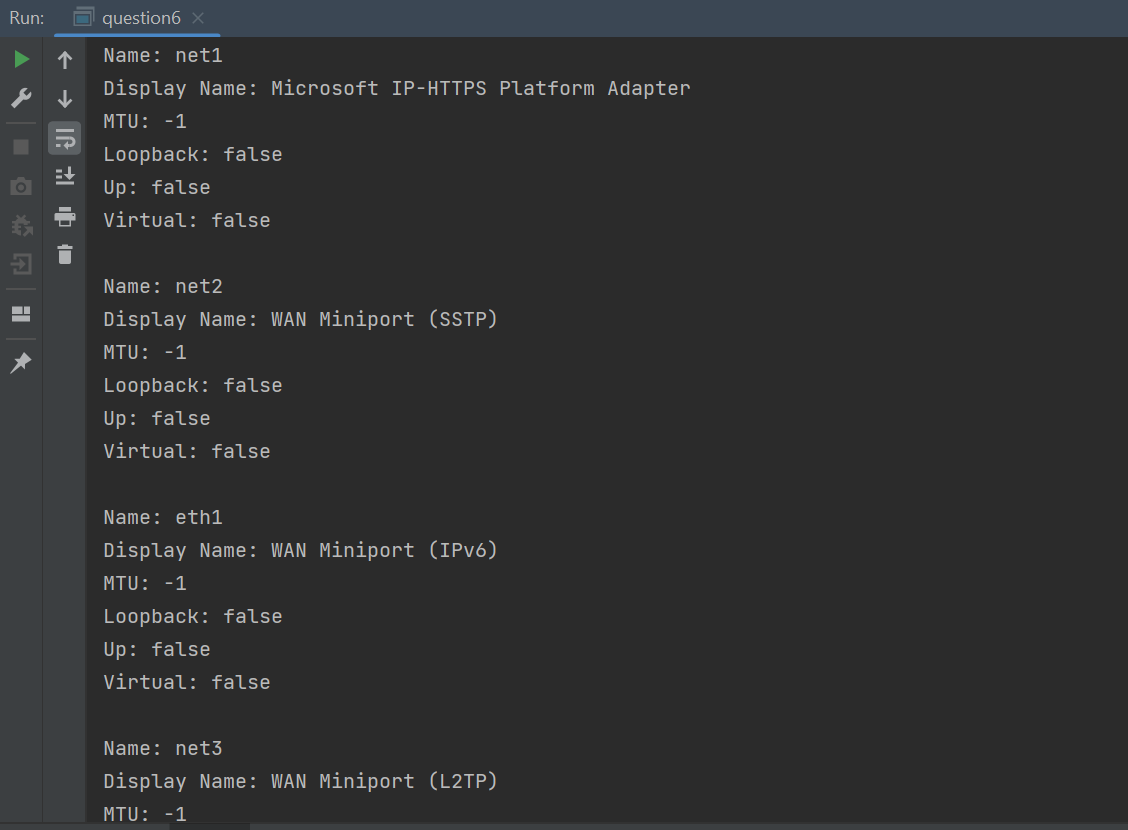 Run: question6
Name: net1
Display Name: Microsoft IP-HTTPS Platform Adapter
MTU: -1
Loopback: false
Up: false
Virtual: false
Name: net2
Display Name: WAN Miniport (SSTP)
MTU: -1
Loopback: false
Up: false
Virtual: false
Name: eth1
Display Name: WAN Miniport (IPv6)
MTU: -1
Loopback: false
Up: false
Virtual: false
Name: net3
Display Name: WAN Miniport (L2TP)
MTU: -1